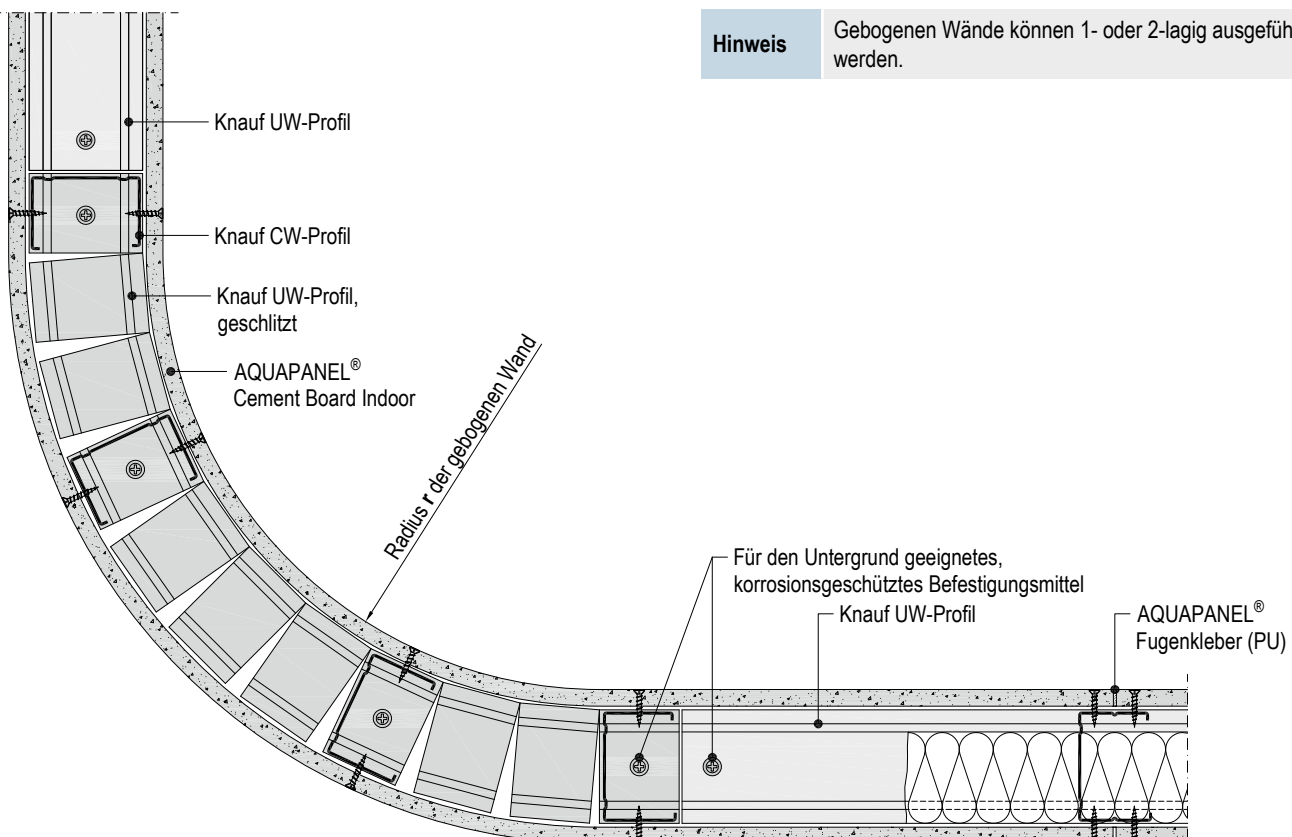 Hinweis
Gebogenen Wände können 1- oder 2-lagig ausgefüh
werden.
Knauf UW-Profil
Knauf CW-Profil
Knauf UW-Profil,
geschlitzt
AQUAPANEL®
Cement Board Indoor
Radius r der gebogenen Wand
Für den Untergrund geeignetes,
korrosionsgeschütztes Befestigungsmittel
Knauf UW-Profil
AQUAPANEL®
Fugenkleber (PU)